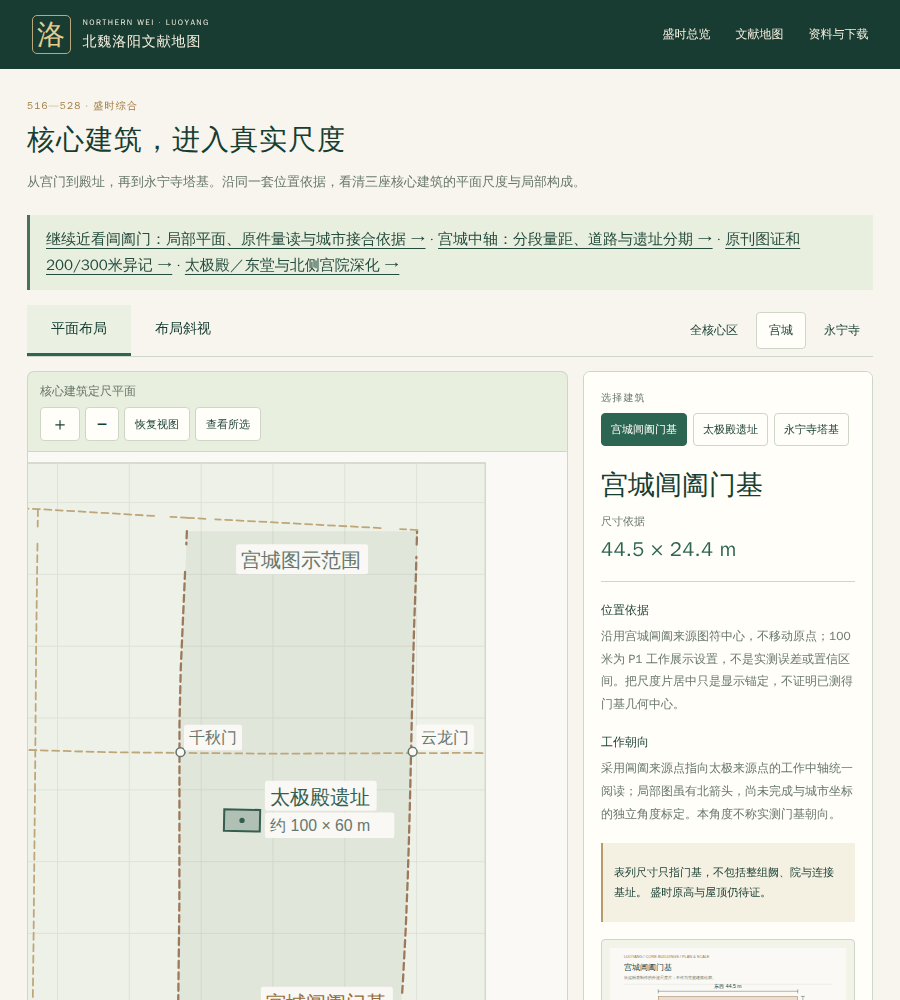 洛
NORTHERN WEI · LUOYANG
北魏洛阳文献地图
盛时总览
文献地图
资料与下载
516—528 · 盛时综合
核心建筑，进入真实尺度
从宫门到殿址，再到永宁寺塔基。沿同一套位置依据，看清三座核心建筑的平面尺度与局部构成。
继续近看阊阖门：局部平面、原件量读与城市接合依据 → · 宫城中轴：分段量距、道路与遗址分期 → · 原刊图证和
200/300米异记 → · 太极殿／东堂与北侧宫院深化 →
平面布局
布局斜视
全核心区
宫城
永宁寺
核心建筑定尺平面
+
−
恢复视图
查看所选
宫城图示范围
千秋门
云龙门
太极殿遗址
约 100 × 60 m
宫城阊阖门基
选择建筑
宫城阊阖门基
太极殿遗址
永宁寺塔基
宫城阊阖门基
尺寸依据
44.5 × 24.4 m
位置依据
沿用宫城阊阖来源图符中心，不移动原点；100
米为 P1 工作展示设置，不是实测误差或置信区
间。把尺度片居中只是显示锚定，不证明已测得
门基几何中心。
工作朝向
采用阊阖来源点指向太极来源点的工作中轴统一
阅读；局部图虽有北箭头，尚未完成与城市坐标
的独立角度标定。本角度不称实测门基朝向。
表列尺寸只指门基，不包括整组阙、院与连接
基址。 盛时原高与屋顶仍待证。
LUOYANG / CORE BUILDINGS / PLAN & SCALE
宫城阊阖门基
东西 44.5 m